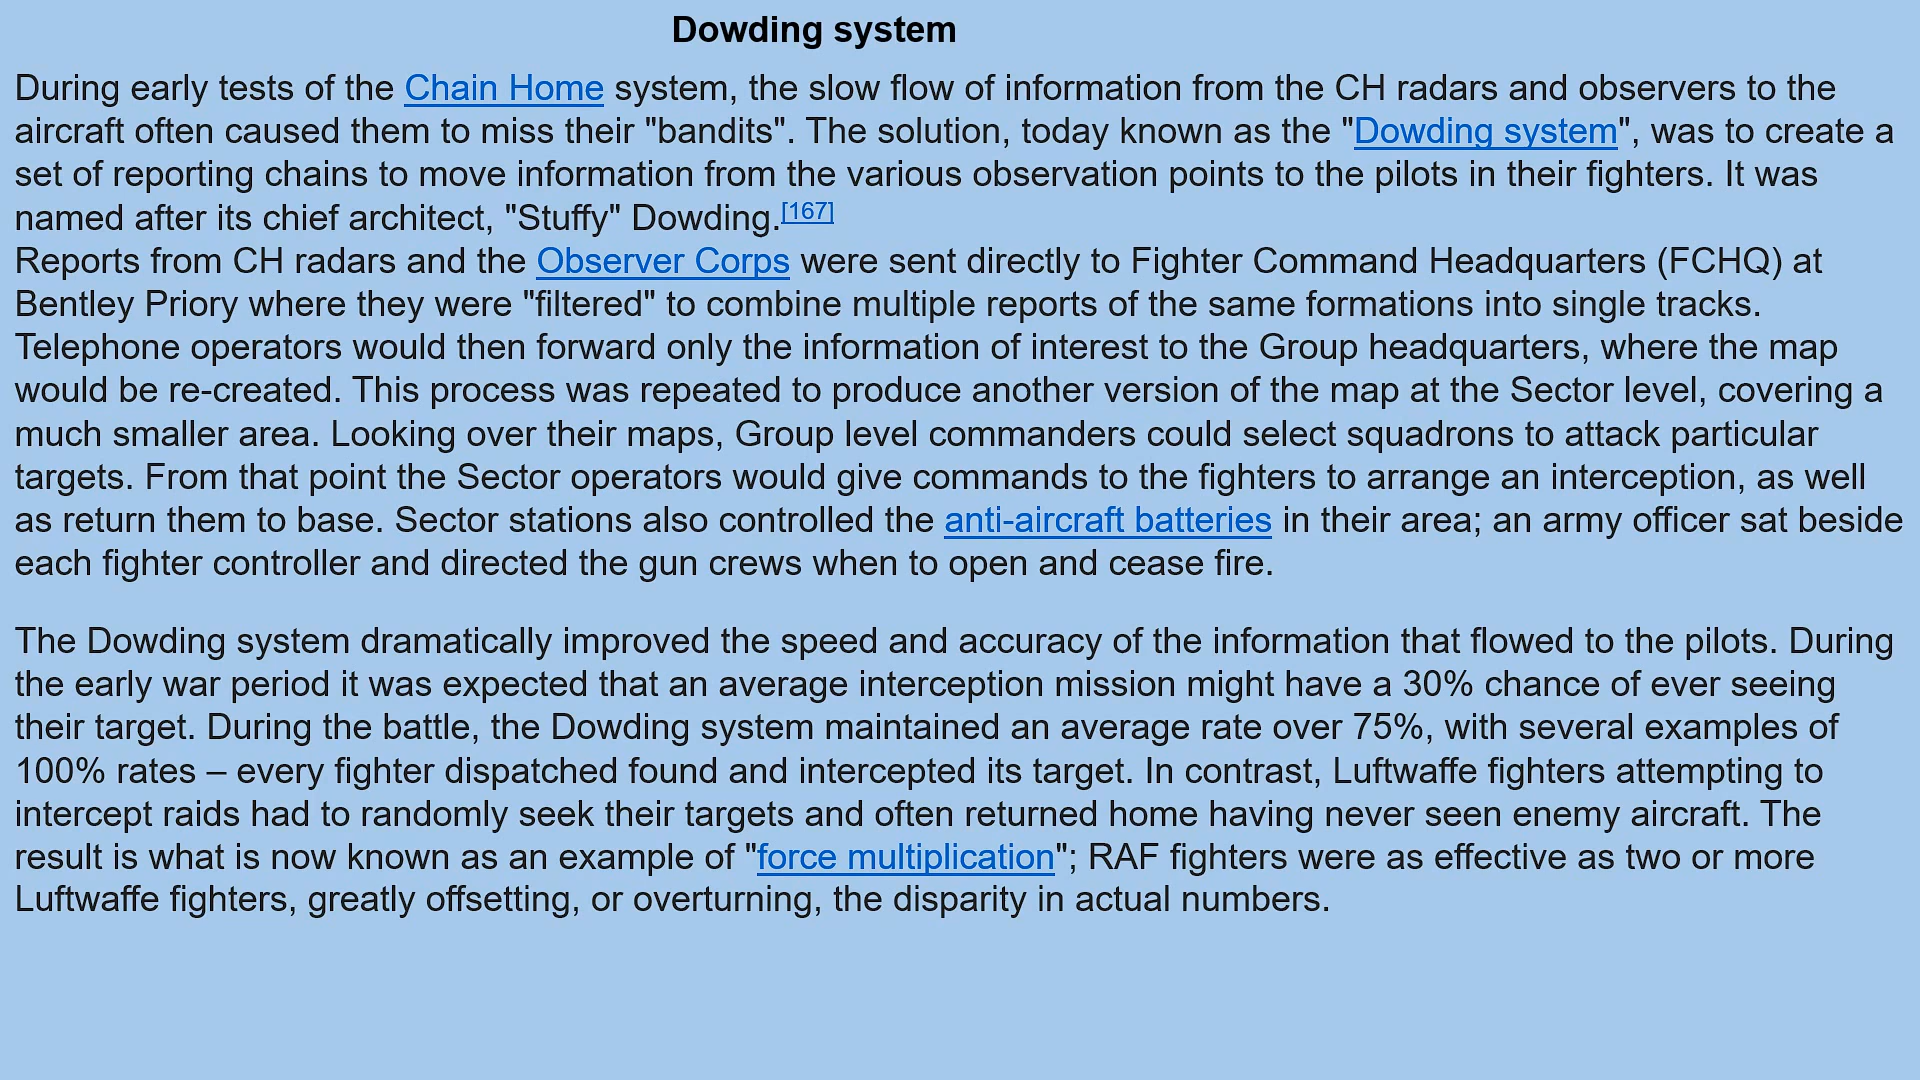 Dowding system
During early tests of the Chain Home system, the slow flow of information from the CH radars and observers to the
aircraft often caused them to miss their "bandits". The solution, today known as the "Dowding system", was to create a
set of reporting chains to move information from the various observation points to the pilots in their fighters. It was
named after its chief architect, "Stuffy" Dowding.[167]
Reports from CH radars and the Observer Corps were sent directly to Fighter Command Headquarters (FCHQ) at
Bentley Priory where they were "filtered" to combine multiple reports of the same formations into single tracks.
Telephone operators would then forward only the information of interest to the Group headquarters, where the map
would be re-created. This process was repeated to produce another version of the map at the Sector level, covering a
much smaller area. Looking over their maps, Group level commanders could select squadrons to attack particular
targets. From that point the Sector operators would give commands to the fighters to arrange an interception, as well
as return them to base. Sector stations also controlled the anti-aircraft batteries in their area; an army officer sat beside
each fighter controller and directed the gun crews when to open and cease fire.
The Dowding system dramatically improved the speed and accuracy of the information that flowed to the pilots. During
the early war period it was expected that an average interception mission might have a 30% chance of ever seeing
their target. During the battle, the Dowding system maintained an average rate over 75%, with several examples of
100% rates – every fighter dispatched found and intercepted its target. In contrast, Luftwaffe fighters attempting to
intercept raids had to randomly seek their targets and often returned home having never seen enemy aircraft. The
result is what is now known as an example of "force multiplication"; RAF fighters were as effective as two or more
Luftwaffe fighters, greatly offsetting, or overturning, the disparity in actual numbers.